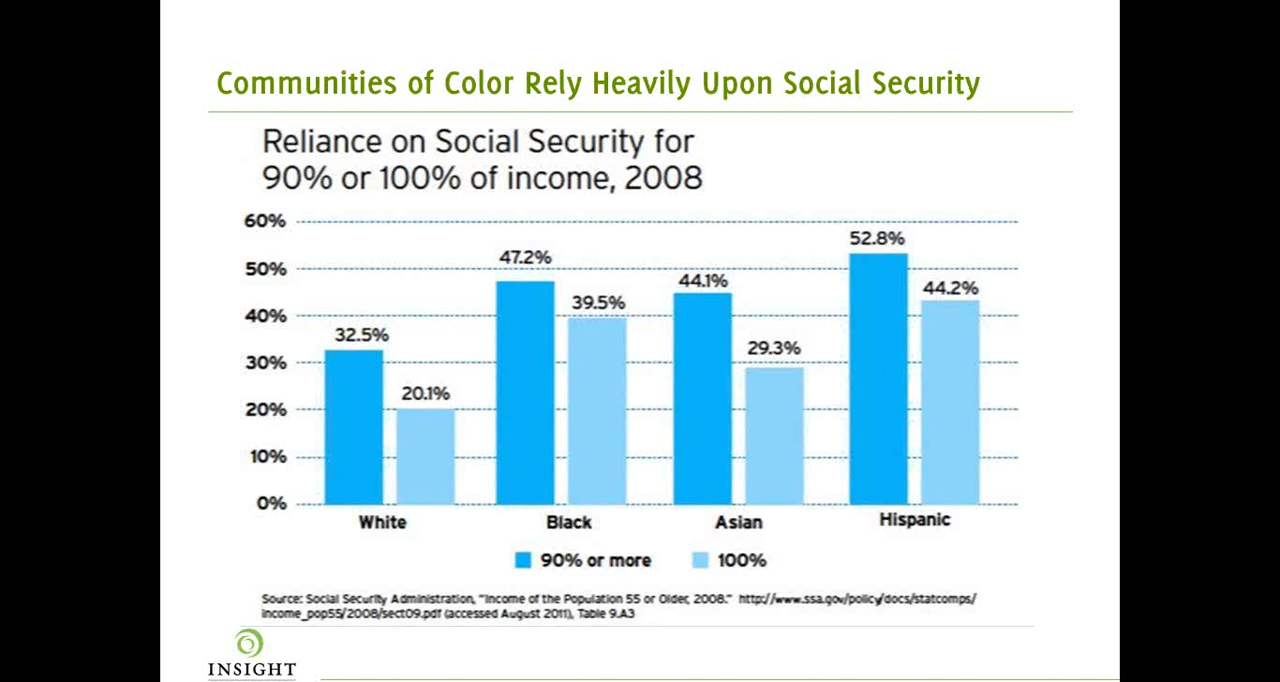 Communities of Color Rely Heavily Upon Social Security
Reliance on Social Security for
90% or 100% of income, 2008
60%
50%
40%
30%
20%
10%
0%
32.5%
20.1%
47.2%
39.5%
44.1%
29.3%
52.8%
44.2%
White
Black
Asian
Hispanic
90% or more
100%
Source: Social Security Administration, "Income of the Population 55 or Older, 2008." http://www.ssa.gov/policy/docs/statcomps/
income_pop55/2008/sect09.pdf (accessed August 2011), Table 9.A3
INSIGHT